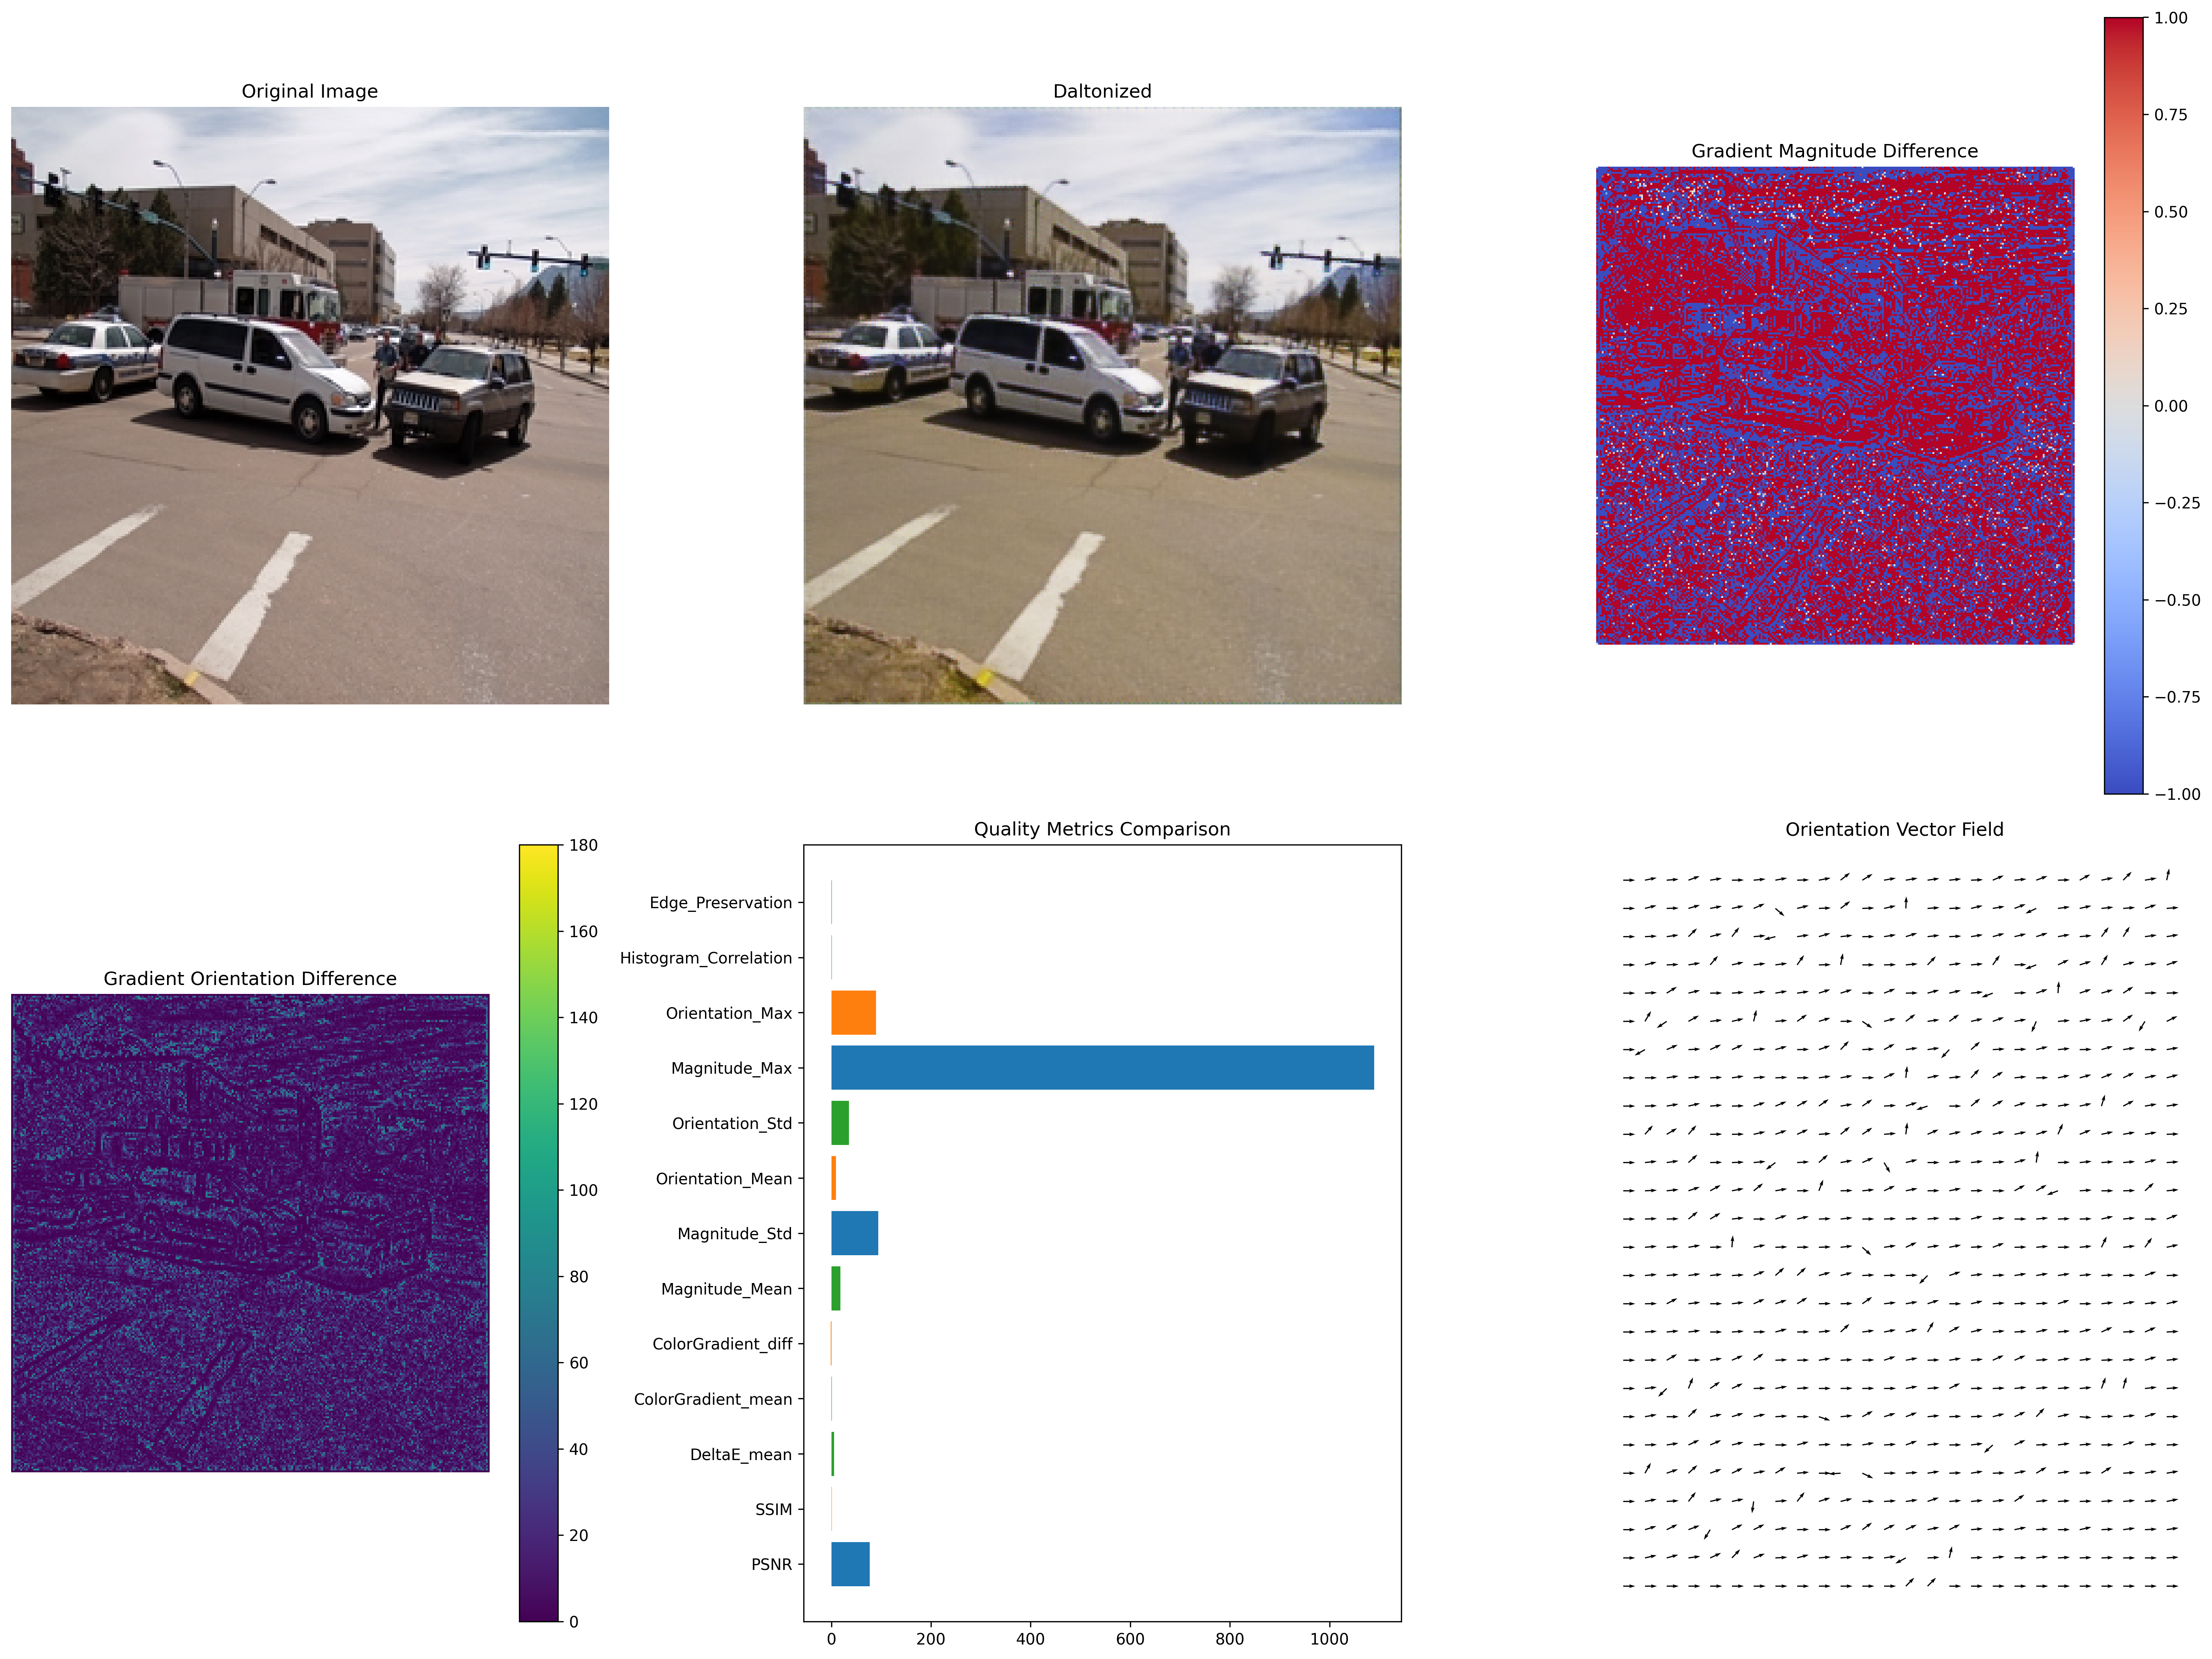 Original Image
Daltonized
Gradient Magnitude Difference
1.00
0.75
0.50
0.25
0.00
−0.25
−0.50
−0.75
−1.00
Gradient Orientation Difference
180
160
140
120
100
80
60
40
20
0
Quality Metrics Comparison
Edge_Preservation
Histogram_Correlation
Orientation_Max
Magnitude_Max
Orientation_Std
Orientation_Mean
Magnitude_Std
Magnitude_Mean
ColorGradient_diff
ColorGradient_mean
DeltaE_mean
SSIM
PSNR
0 200 400 600 800 1000
Orientation Vector Field